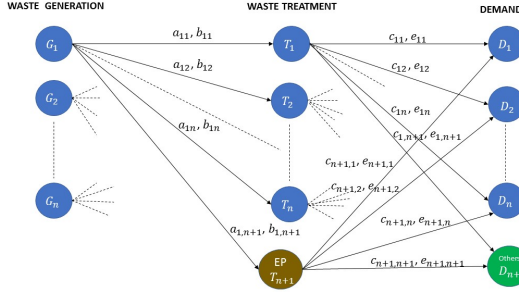 WASTE GENERATION
WASTE TREATMENT
DEMAND
G₁
a₁₁, b₁₁
T₁
c₁₁, e₁₁
D₁
a₁₂, b₁₂
c₁₂, e₁₂
G₂
T₂
D₂
a₁ₙ, b₁ₙ
c₁ₙ, e₁ₙ
c₁,ₙ₊₁, e₁,ₙ₊₁
cₙ₊₁,₁, eₙ₊₁,₁
cₙ₊₁,₂, eₙ₊₁,₂
Gₙ
Tₙ
Dₙ
a₁,ₙ₊₁, b₁,ₙ₊₁
cₙ₊₁,ₙ, eₙ₊₁,ₙ
EP
Tₙ₊₁
cₙ₊₁,ₙ₊₁, eₙ₊₁,ₙ₊₁
Other
Dₙ₊